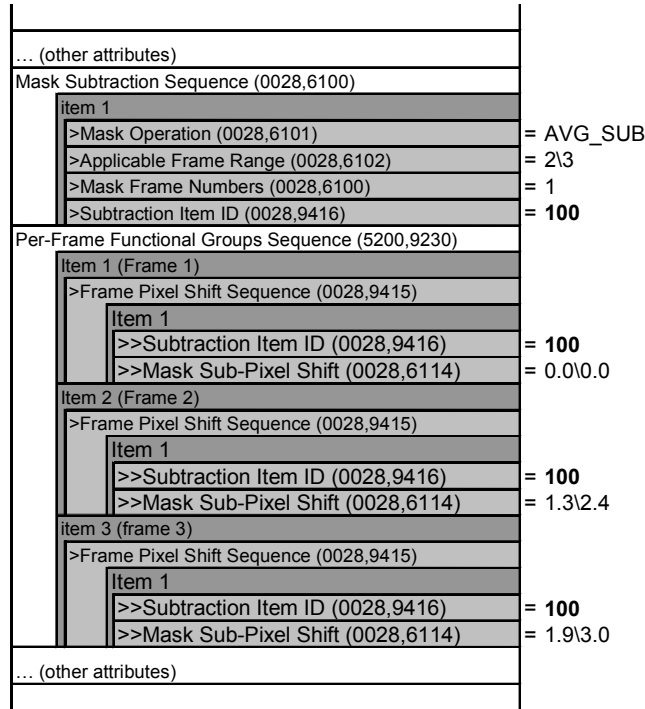 … (other attributes)
Mask Subtraction Sequence (0028,6100)
item 1
>Mask Operation (0028,6101) = AVG_SUB
>Applicable Frame Range (0028,6102) = 2\3
>Mask Frame Numbers (0028,6100) = 1
>Subtraction Item ID (0028,9416) = 100
Per-Frame Functional Groups Sequence (5200,9230)
Item 1 (Frame 1)
>Frame Pixel Shift Sequence (0028,9415)
Item 1
>>Subtraction Item ID (0028,9416) = 100
>>Mask Sub-Pixel Shift (0028,6114) = 0.0\0.0
Item 2 (Frame 2)
>Frame Pixel Shift Sequence (0028,9415)
Item 1
>>Subtraction Item ID (0028,9416) = 100
>>Mask Sub-Pixel Shift (0028,6114) = 1.3\2.4
item 3 (frame 3)
>Frame Pixel Shift Sequence (0028,9415)
Item 1
>>Subtraction Item ID (0028,9416) = 100
>>Mask Sub-Pixel Shift (0028,6114) = 1.9\3.0
… (other attributes)